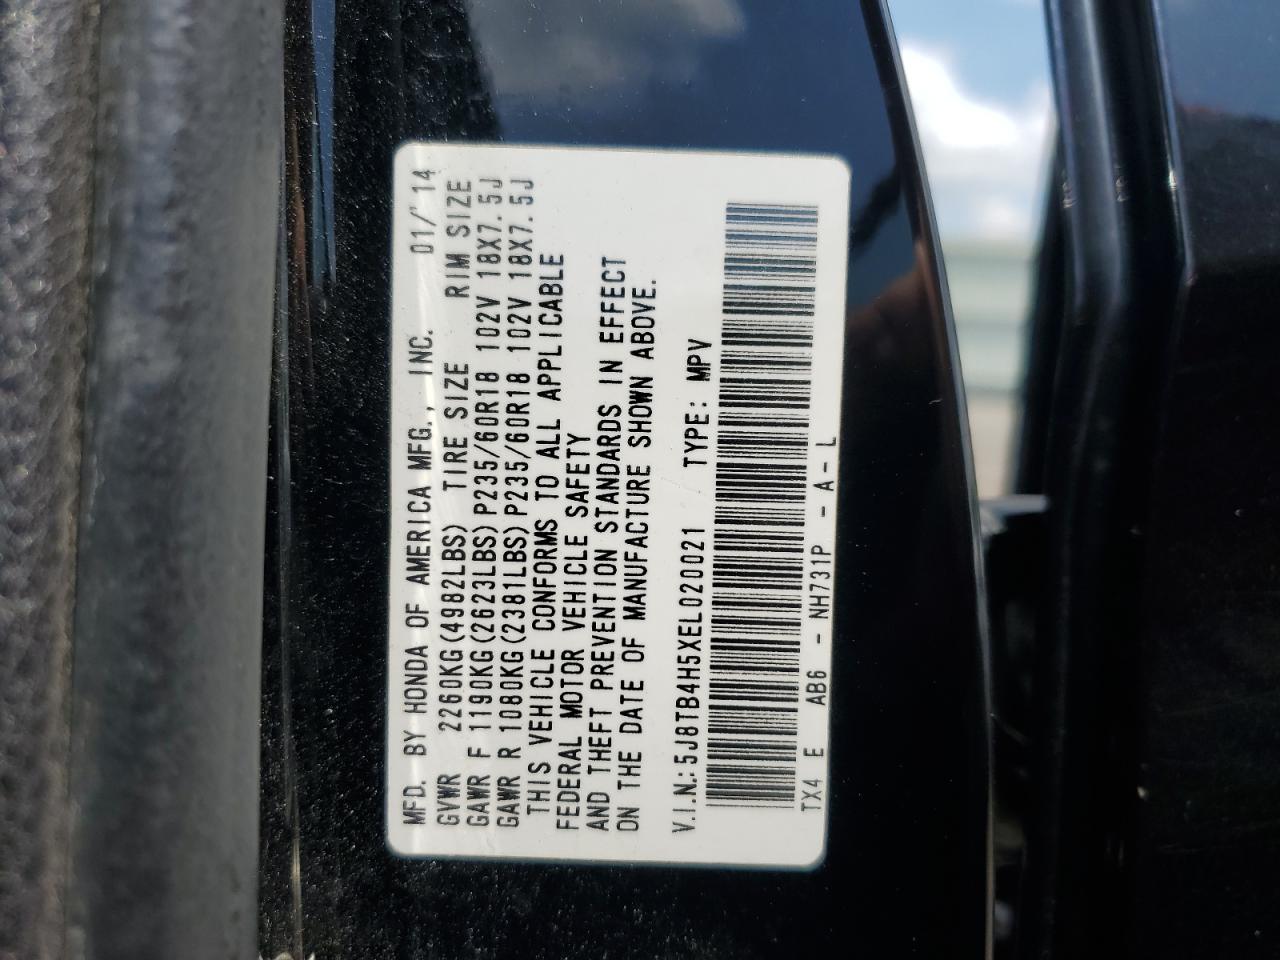 MFD. BY HONDA OF AMERICA MFG., INC. 01/'14
GVWR 2260KG(4982LBS) TIRE SIZE RIM SIZE
GAWR F 1190KG(2623LBS) P235/60R18 102V 18X7.5J
GAWR R 1080KG(2381LBS) P235/60R18 102V 18X7.5J
THIS VEHICLE CONFORMS TO ALL APPLICABLE
FEDERAL MOTOR VEHICLE SAFETY
AND THEFT PREVENTION STANDARDS IN EFFECT
ON THE DATE OF MANUFACTURE SHOWN ABOVE.
V.I.N.: 5J8TB4H5XEL020021 TYPE: MPV
TX4 E AB6 - NH731P - A - L